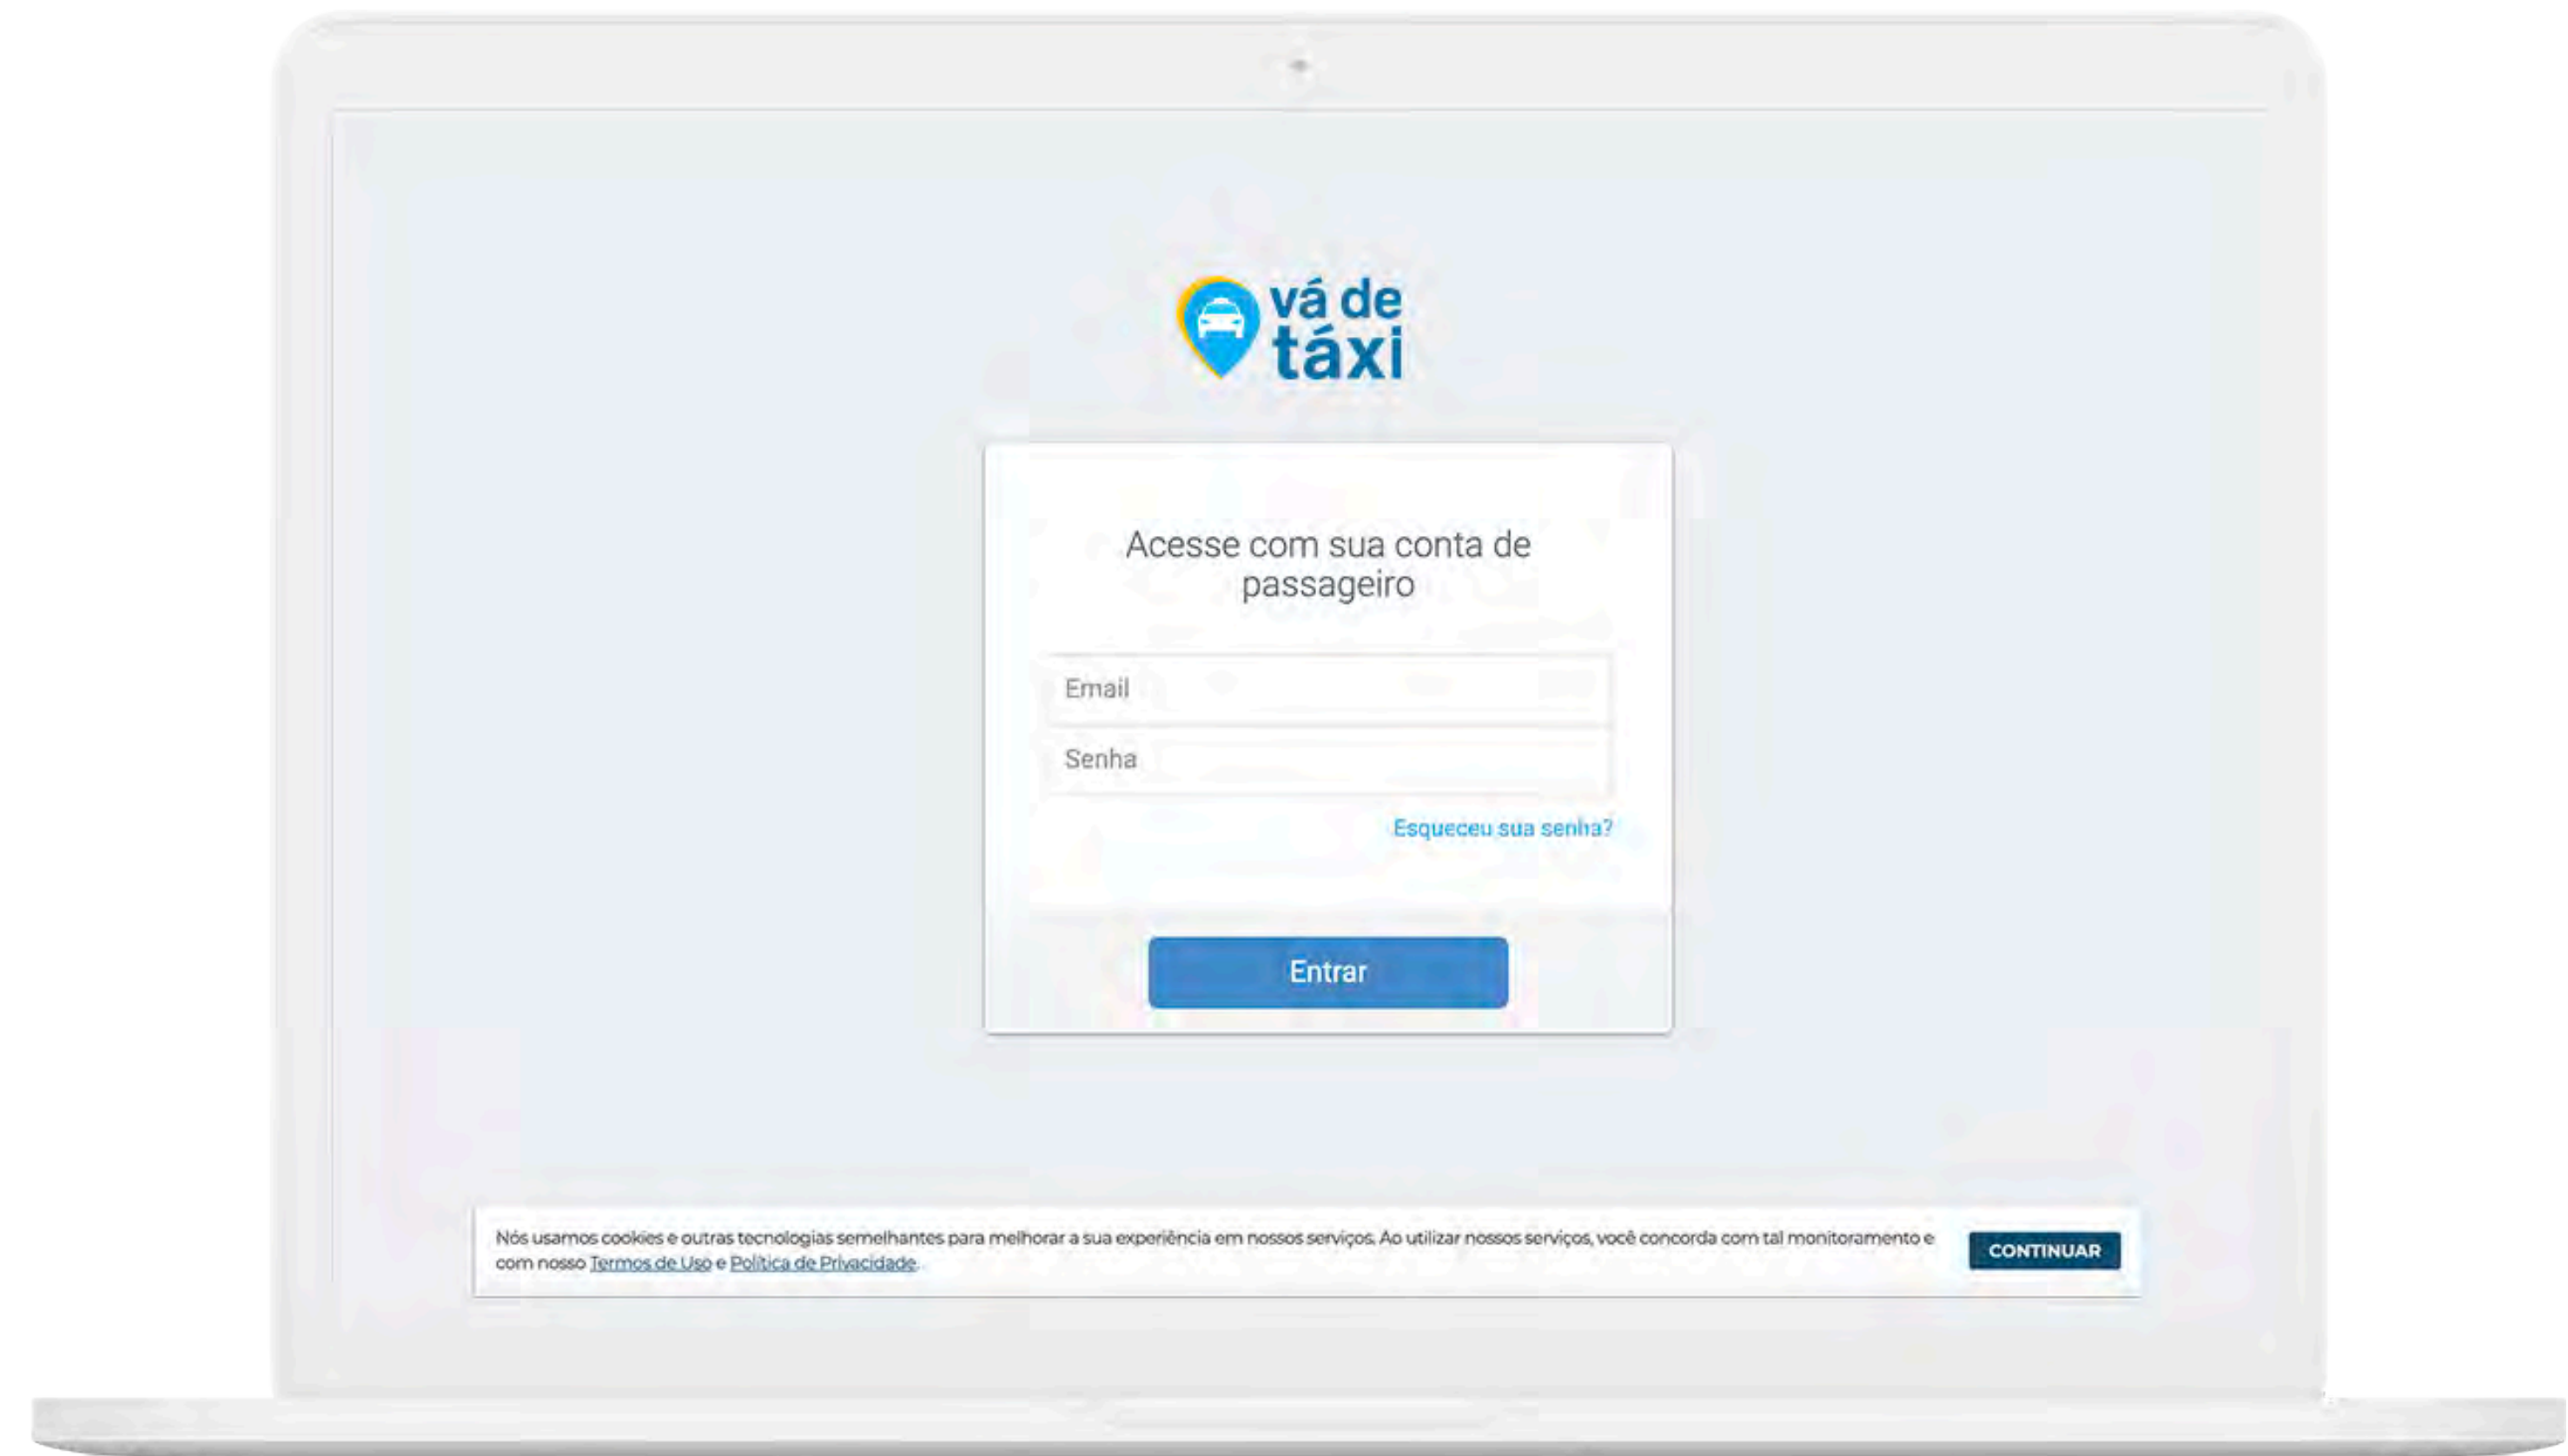 vá de
táxi
Acesse com sua conta de
passageiro
Email
Senha
Esqueceu sua senha?
Entrar
Nós usamos cookies e outras tecnologias semelhantes para melhorar a sua experiência em nossos serviços. Ao utilizar nossos serviços, você concorda com tal monitoramento e
com nosso Termos de Uso e Política de Privacidade.
CONTINUAR